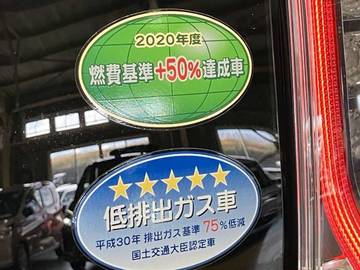 2020年度
燃費基準+50%達成車
★★★★★
低排出ガス車
平成30年 排出ガス基準 75%低減
国土交通大臣認定車